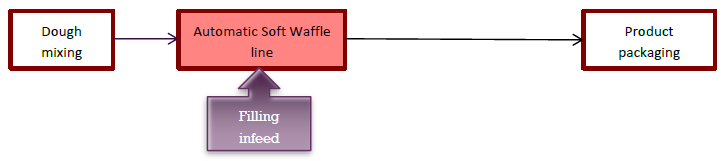 Dough
mixing
Automatic Soft Waffle
line
Product
packaging
Filling
infeed